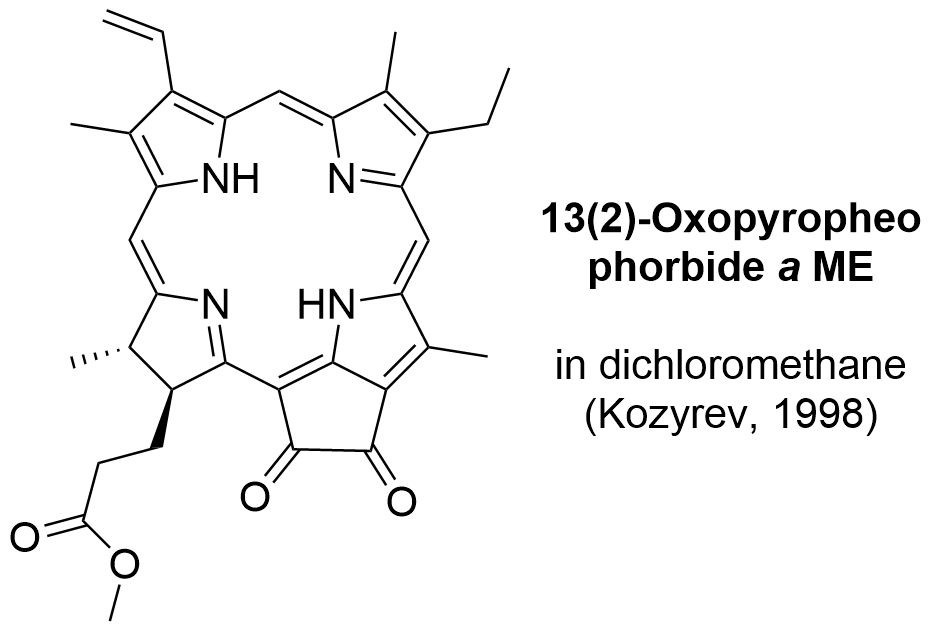 NH
N
13(2)-Oxopyropheo
phorbide a ME
N
HN
in dichloromethane
(Kozyrev, 1998)
O
O
O
O